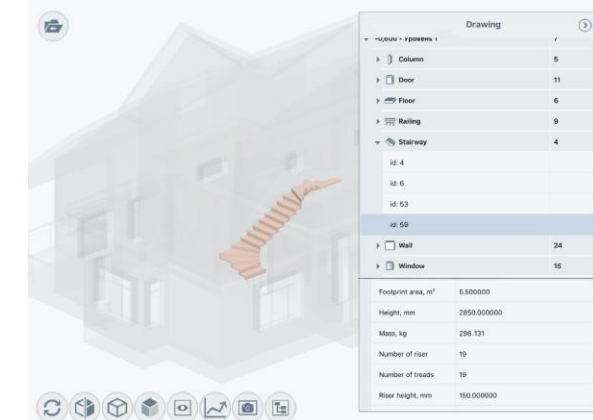 Drawing
-0,600 - Уровень 1 7
Column 5
Door 11
Floor 6
Railing 9
Stairway 4
id: 4
id: 6
id: 53
id: 59
Wall 24
Window 15
Footprint area, m² 5.500000
Height, mm 2850.000000
Mass, kg 296.131
Number of riser 19
Number of treads 19
Riser height, mm 150.000000